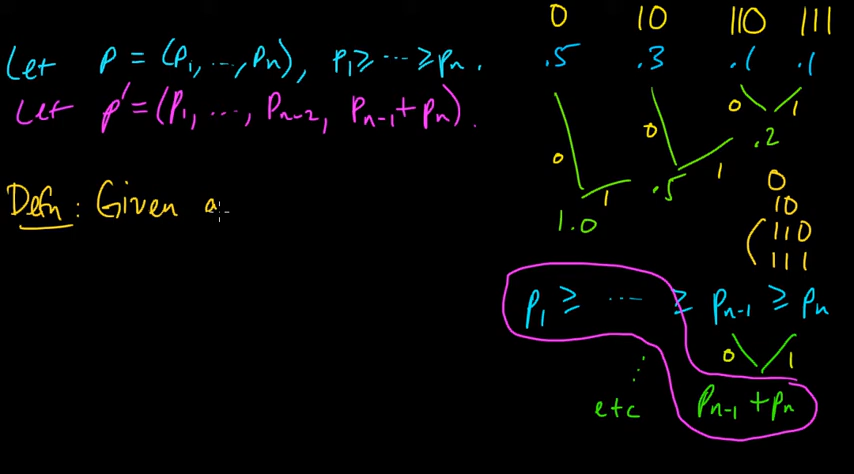 Let p = (p₁, ..., pₙ), p₁ ≥ ... ≥ pₙ.
Let p' = (p₁, ..., pₙ₋₂, pₙ₋₁ + pₙ).
Defn: Given a
0 10 110 111
.5 .3 .1 .1
0 1
.2
0
0 1
.5
0 1
1.0
0
10
110
111
p₁ ≥ ... ≥ pₙ₋₁ ≥ pₙ
0 1
etc
pₙ₋₁ + pₙ